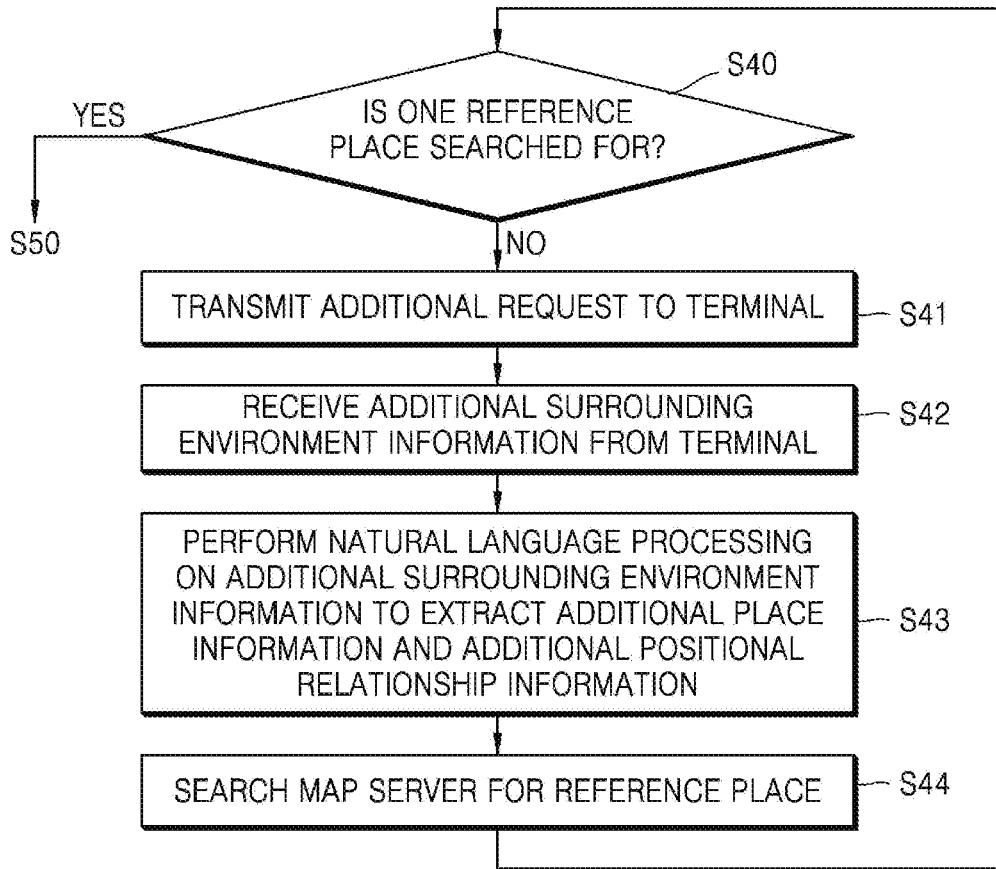 S40
IS ONE REFERENCE
PLACE SEARCHED FOR?
YES
S50
NO
TRANSMIT ADDITIONAL REQUEST TO TERMINAL
S41
RECEIVE ADDITIONAL SURROUNDING
ENVIRONMENT INFORMATION FROM TERMINAL
S42
PERFORM NATURAL LANGUAGE PROCESSING
ON ADDITIONAL SURROUNDING ENVIRONMENT
INFORMATION TO EXTRACT ADDITIONAL PLACE
INFORMATION AND ADDITIONAL POSITIONAL
RELATIONSHIP INFORMATION
S43
SEARCH MAP SERVER FOR REFERENCE PLACE
S44